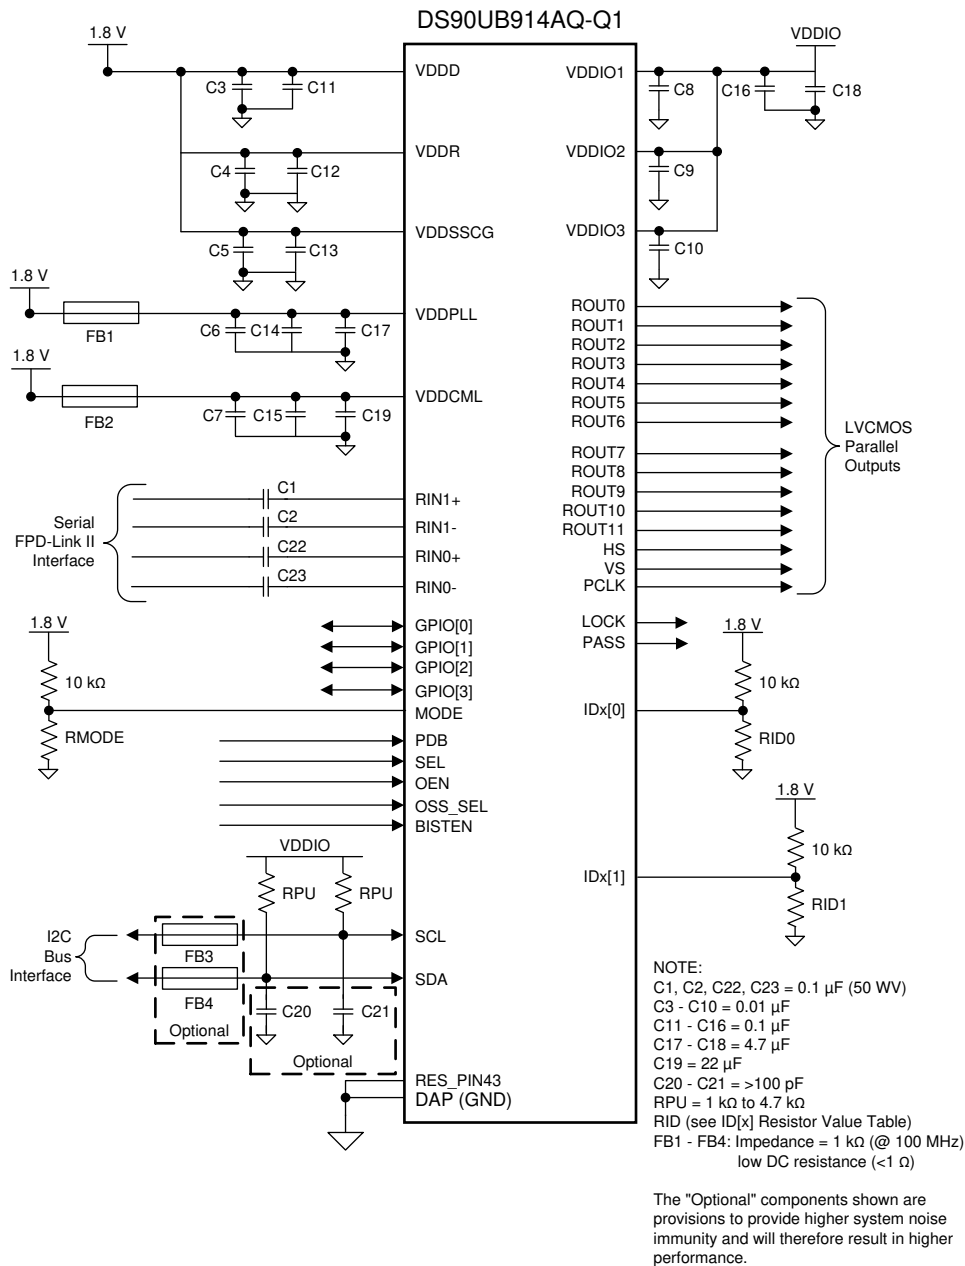 DS90UB914AQ-Q1
1.8 V
VDDIO
VDDD
VDDIO1
C3
C11
C8
C16
C18
VDDR
VDDIO2
C4
C12
C9
VDDSSCG
VDDIO3
C5
C13
C10
1.8 V
VDDPLL
FB1
C6
C14
C17
1.8 V
VDDCML
FB2
C7
C15
C19
ROUT0
ROUT1
ROUT2
ROUT3
ROUT4
ROUT5
ROUT6
ROUT7
ROUT8
ROUT9
ROUT10
ROUT11
HS
VS
PCLK
LVCMOS
Parallel
Outputs
Serial
FPD-Link II
Interface
C1
RIN1+
C2
RIN1-
C22
RIN0+
C23
RIN0-
LOCK
PASS
GPIO[0]
GPIO[1]
GPIO[2]
GPIO[3]
1.8 V
10 kΩ
MODE
RMODE
1.8 V
10 kΩ
IDx[0]
RID0
PDB
SEL
OEN
OSS_SEL
BISTEN
1.8 V
10 kΩ
IDx[1]
RID1
VDDIO
RPU
RPU
I2C
Bus
Interface
FB3
SCL
FB4
SDA
Optional
C20
C21
Optional
RES_PIN43
DAP (GND)
NOTE:
C1, C2, C22, C23 = 0.1 µF (50 WV)
C3 - C10 = 0.01 µF
C11 - C16 = 0.1 µF
C17 - C18 = 4.7 µF
C19 = 22 µF
C20 - C21 = >100 pF
RPU = 1 kΩ to 4.7 kΩ
RID (see ID[x] Resistor Value Table)
FB1 - FB4: Impedance = 1 kΩ (@ 100 MHz)
low DC resistance (<1 Ω)
The "Optional" components shown are
provisions to provide higher system noise
immunity and will therefore result in higher
performance.